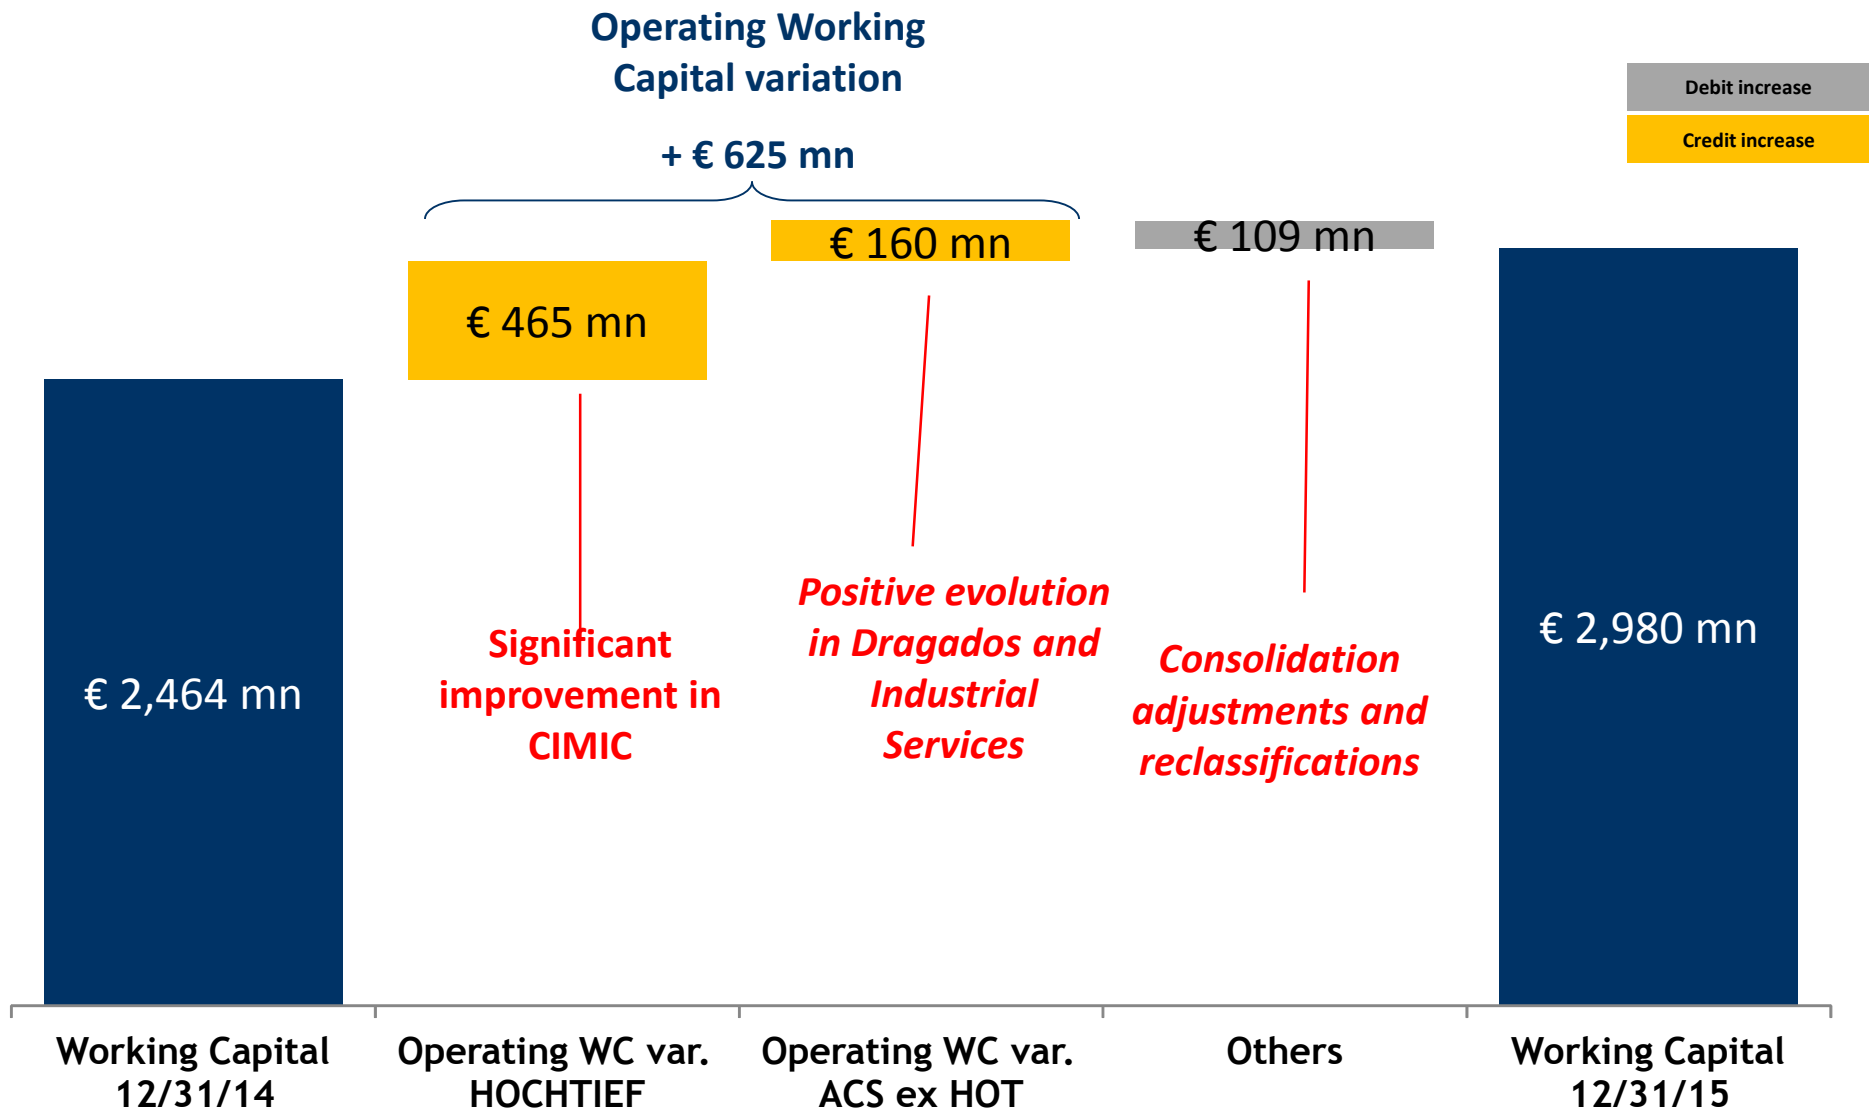 Operating Working
Capital variation
+ € 625 mn
Debit increase
Credit increase
€ 160 mn
€ 109 mn
€ 465 mn
€ 2,464 mn
Significant
improvement in
CIMIC
Positive evolution
in Dragados and
Industrial
Services
Consolidation
adjustments and
reclassifications
€ 2,980 mn
Working Capital
12/31/14
Operating WC var.
HOCHTIEF
Operating WC var.
ACS ex HOT
Others
Working Capital
12/31/15